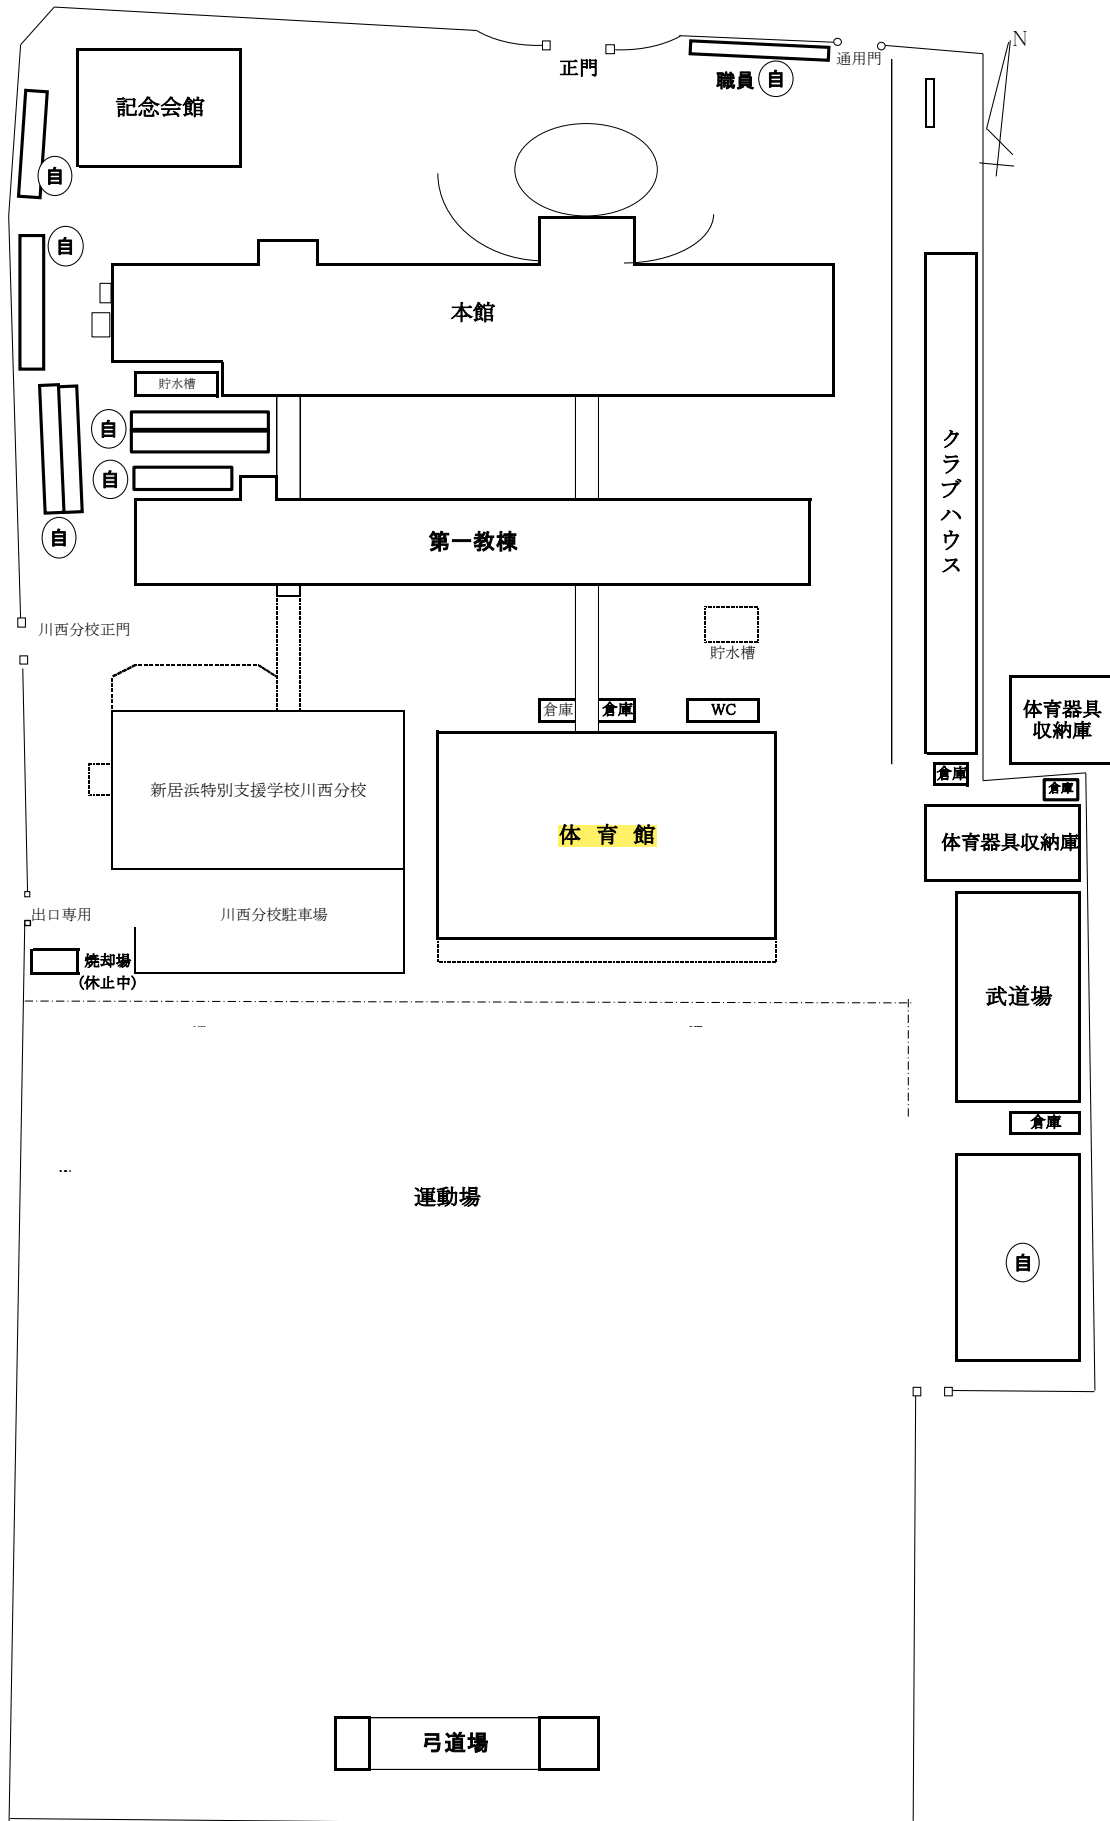 N
正門
通用門
職員 自
記念会館
自
自
本館
貯水槽
自
自
自
クラブハウス
第一教棟
川西分校正門
貯水槽
倉庫
倉庫
WC
体育器具
収納庫
倉庫
倉庫
新居浜特別支援学校川西分校
体 育 館
体育器具収納庫
出口専用
川西分校駐車場
焼却場
(休止中)
武道場
倉庫
運動場
自
弓道場